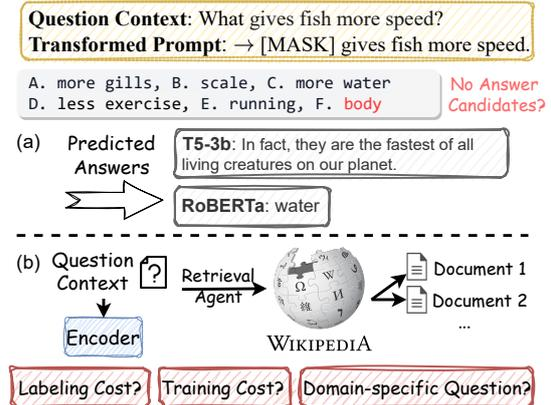 Question Context: What gives fish more speed?
Transformed Prompt: → [MASK] gives fish more speed.
A. more gills, B. scale, C. more water
D. less exercise, E. running, F. body
No Answer
Candidates?
(a)
Predicted
Answers
T5-3b: In fact, they are the fastest of all
living creatures on our planet.
RoBERTa: water
(b)
Question
Context
?
Encoder
Retrieval
Agent
Ω
W
И
維
WIKIPEDIA
Document 1
Document 2
...
Labeling Cost?
Training Cost?
Domain-specific Question?